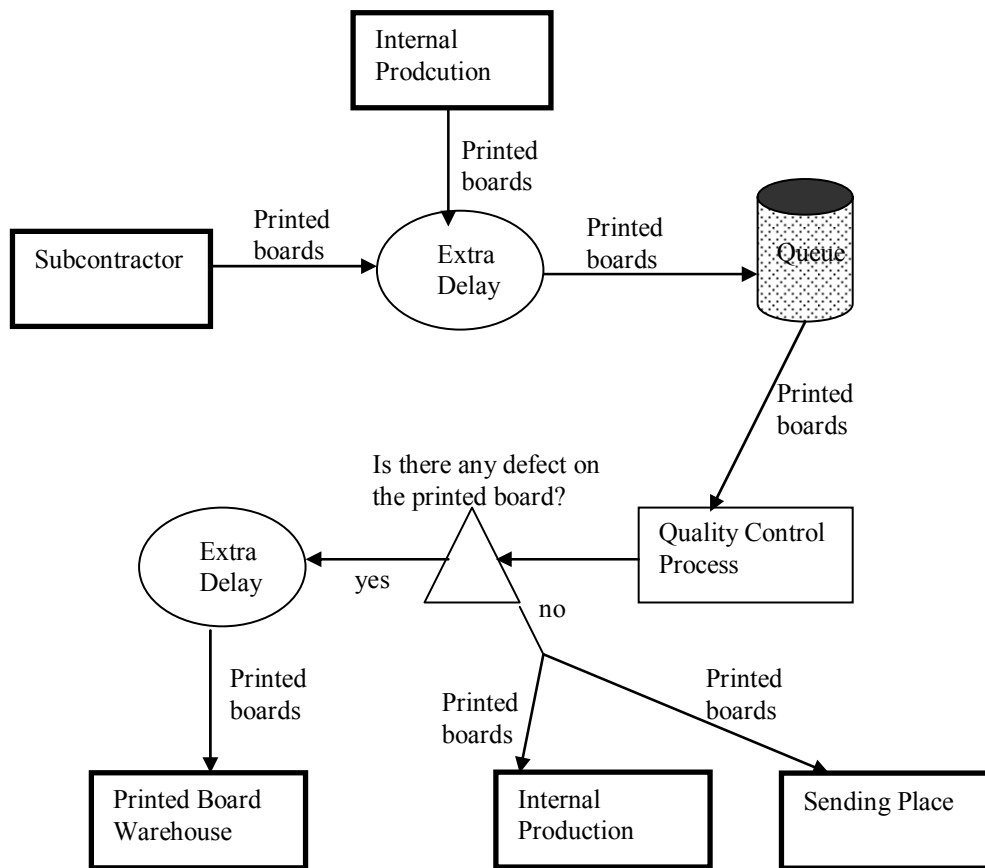 Internal
Prodcution
Printed
boards
Printed
boards
Printed
boards
Subcontractor
Extra
Delay
Queue
Printed
boards
Is there any defect on
the printed board?
Quality Control
Process
Extra
Delay
yes
no
Printed
boards
Printed
boards
Printed
boards
Printed Board
Warehouse
Internal
Production
Sending Place